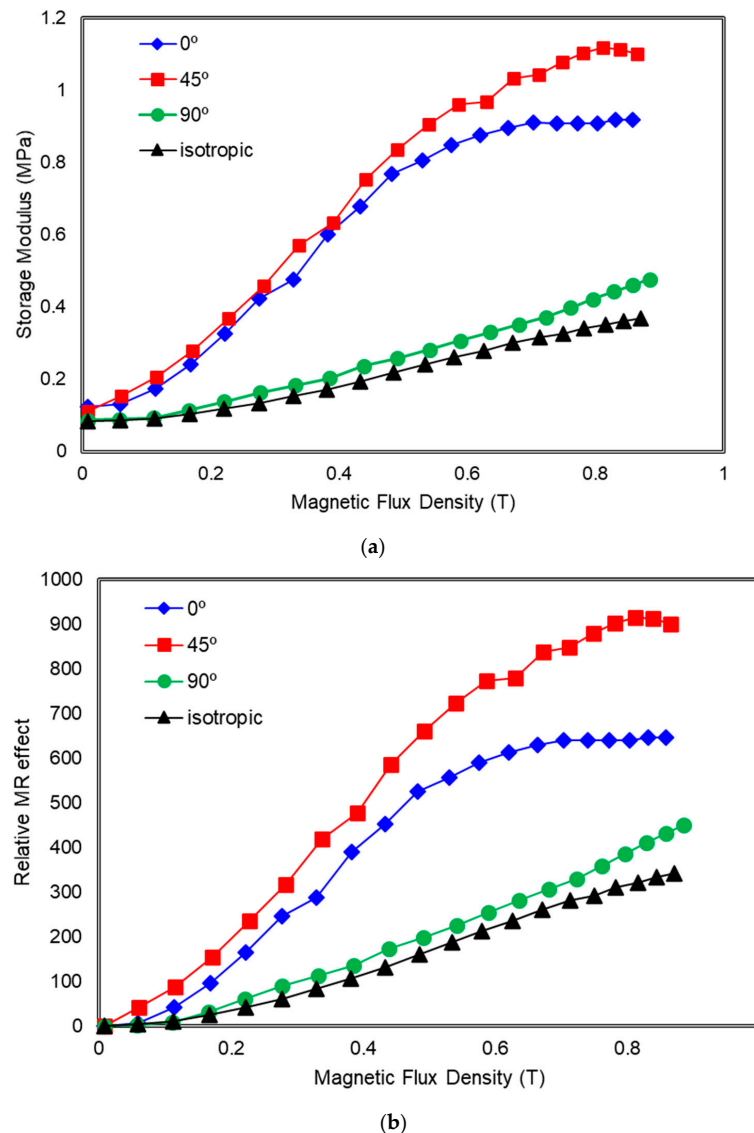 1.2
1
0.8
0.6
0.4
0.2
0
Storage Modulus (MPa)
0º
45º
90º
isotropic
0 0.2 0.4 0.6 0.8 1
Magnetic Flux Density (T)
(a)
1000
900
800
700
600
500
400
300
200
100
0
Relative MR effect
0º
45º
90º
isotropic
0 0.2 0.4 0.6 0.8
Magnetic Flux Density (T)
(b)